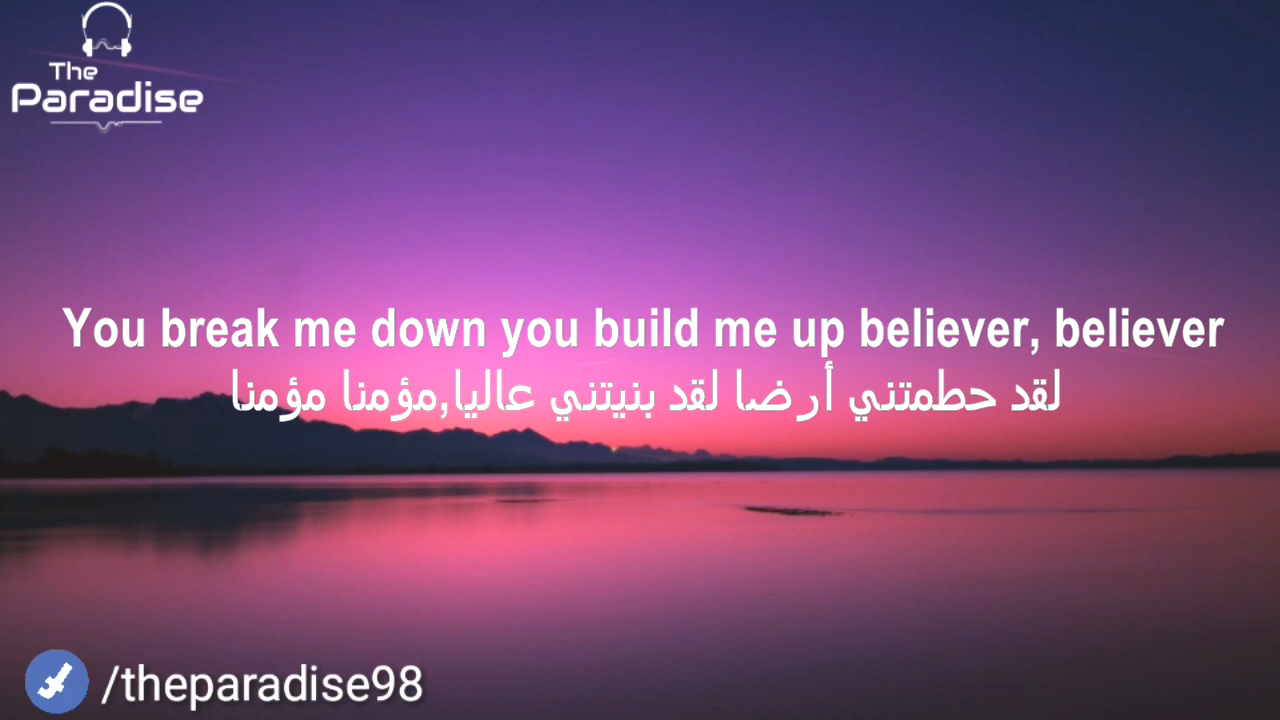 The
Paradise
You break me down you build me up believer, believer
لقد حطمتني أرضا لقد بنيتني عاليا,مؤمنا مؤمنا
/theparadise98